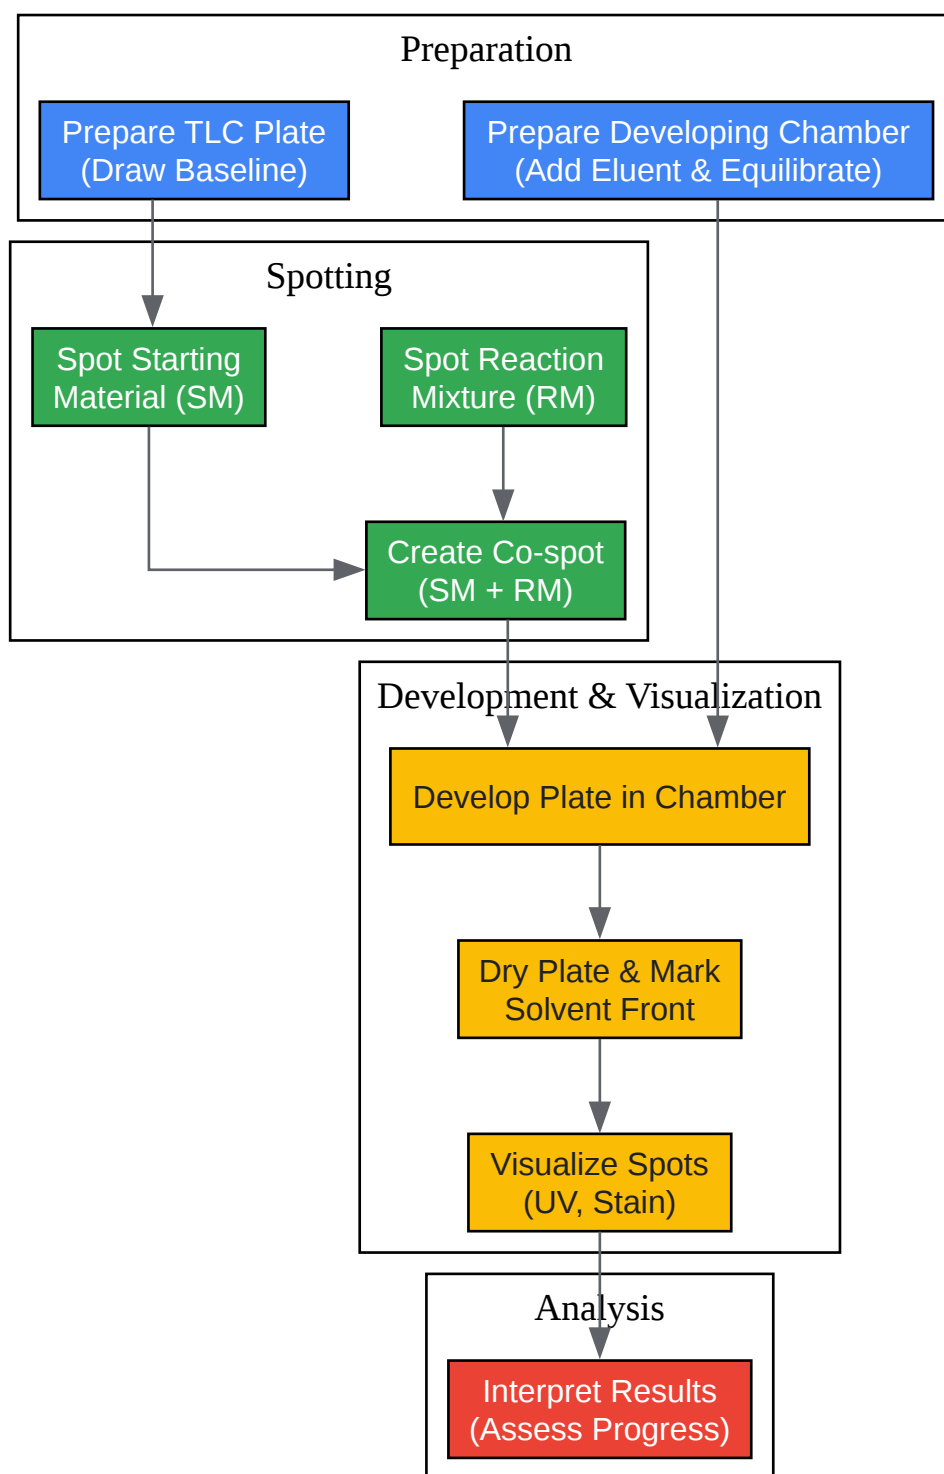 Preparation
Prepare TLC Plate
(Draw Baseline)
Prepare Developing Chamber
(Add Eluent & Equilibrate)
Spotting
Spot Starting
Material (SM)
Spot Reaction
Mixture (RM)
Create Co-spot
(SM + RM)
Development & Visualization
Develop Plate in Chamber
Dry Plate & Mark
Solvent Front
Visualize Spots
(UV, Stain)
Analysis
Interpret Results
(Assess Progress)